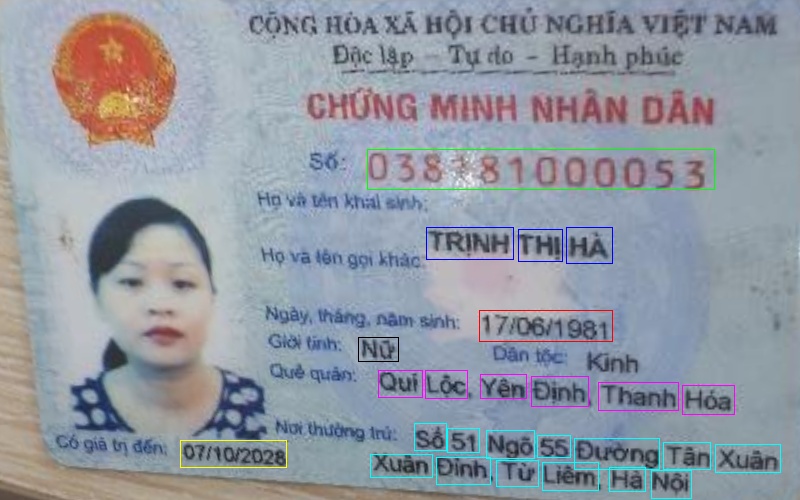 CỘNG HÒA XÃ HỘI CHỦ NGHĨA VIỆT NAM
Độc lập - Tự do - Hạnh phúc
CHỨNG MINH NHÂN DÂN
Số: 038181000053
Họ và tên khai sinh:
TRỊNH THỊ HÀ
Họ và tên gọi khác:
Ngày, tháng, năm sinh: 17/06/1981
Giới tính: Nữ Dân tộc: Kinh
Quê quán: Quí Lộc, Yên Định, Thanh Hóa
Nơi thường trú: Số 51 Ngõ 55 Đường Tân Xuân
Xuân Đỉnh, Từ Liêm, Hà Nội
Có giá trị đến: 07/10/2028